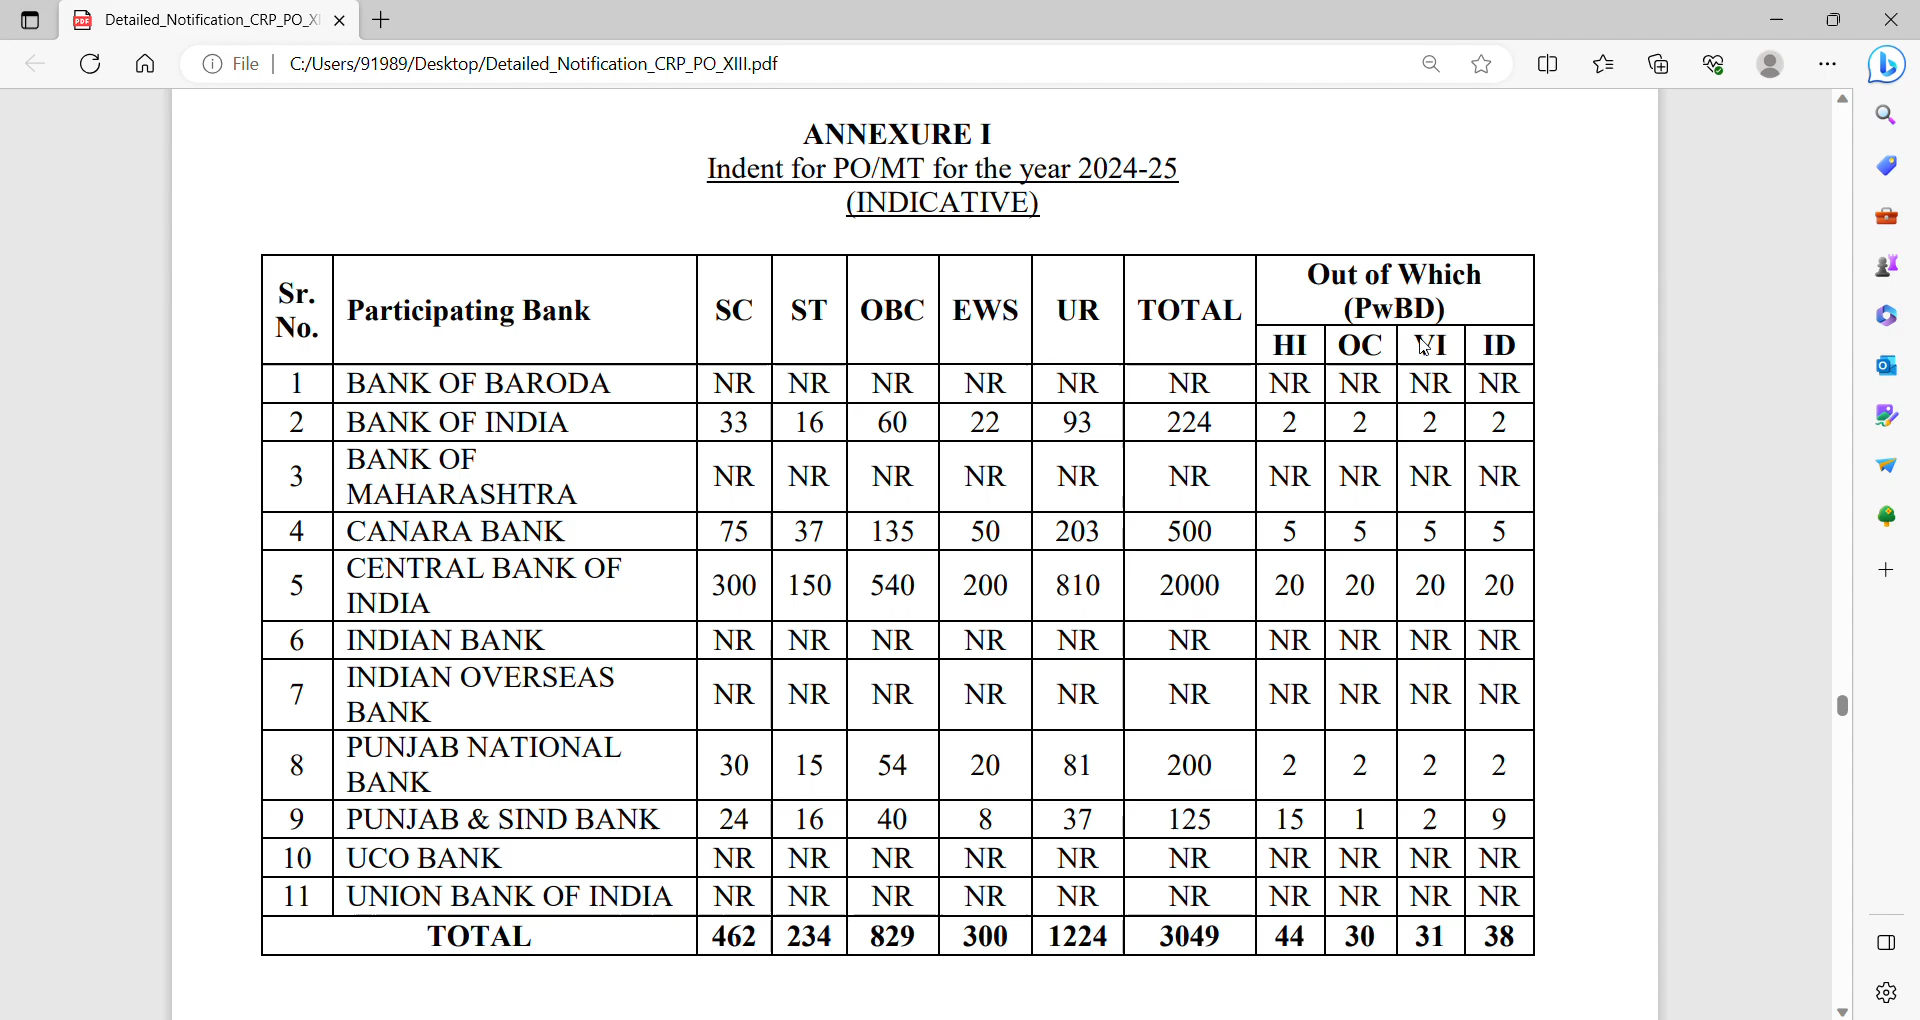 Detailed_Notification_CRP_PO_XI
File C:/Users/91989/Desktop/Detailed_Notification_CRP_PO_XIII.pdf
ANNEXURE I
Indent for PO/MT for the year 2024-25
(INDICATIVE)
Sr. No. Participating Bank SC ST OBC EWS UR TOTAL Out of Which (PwBD)
HI OC VI ID
1 BANK OF BARODA NR NR NR NR NR NR NR NR NR NR
2 BANK OF INDIA 33 16 60 22 93 224 2 2 2 2
3 BANK OF MAHARASHTRA NR NR NR NR NR NR NR NR NR NR
4 CANARA BANK 75 37 135 50 203 500 5 5 5 5
5 CENTRAL BANK OF INDIA 300 150 540 200 810 2000 20 20 20 20
6 INDIAN BANK NR NR NR NR NR NR NR NR NR NR
7 INDIAN OVERSEAS BANK NR NR NR NR NR NR NR NR NR NR
8 PUNJAB NATIONAL BANK 30 15 54 20 81 200 2 2 2 2
9 PUNJAB & SIND BANK 24 16 40 8 37 125 15 1 2 9
10 UCO BANK NR NR NR NR NR NR NR NR NR NR
11 UNION BANK OF INDIA NR NR NR NR NR NR NR NR NR NR
TOTAL 462 234 829 300 1224 3049 44 30 31 38